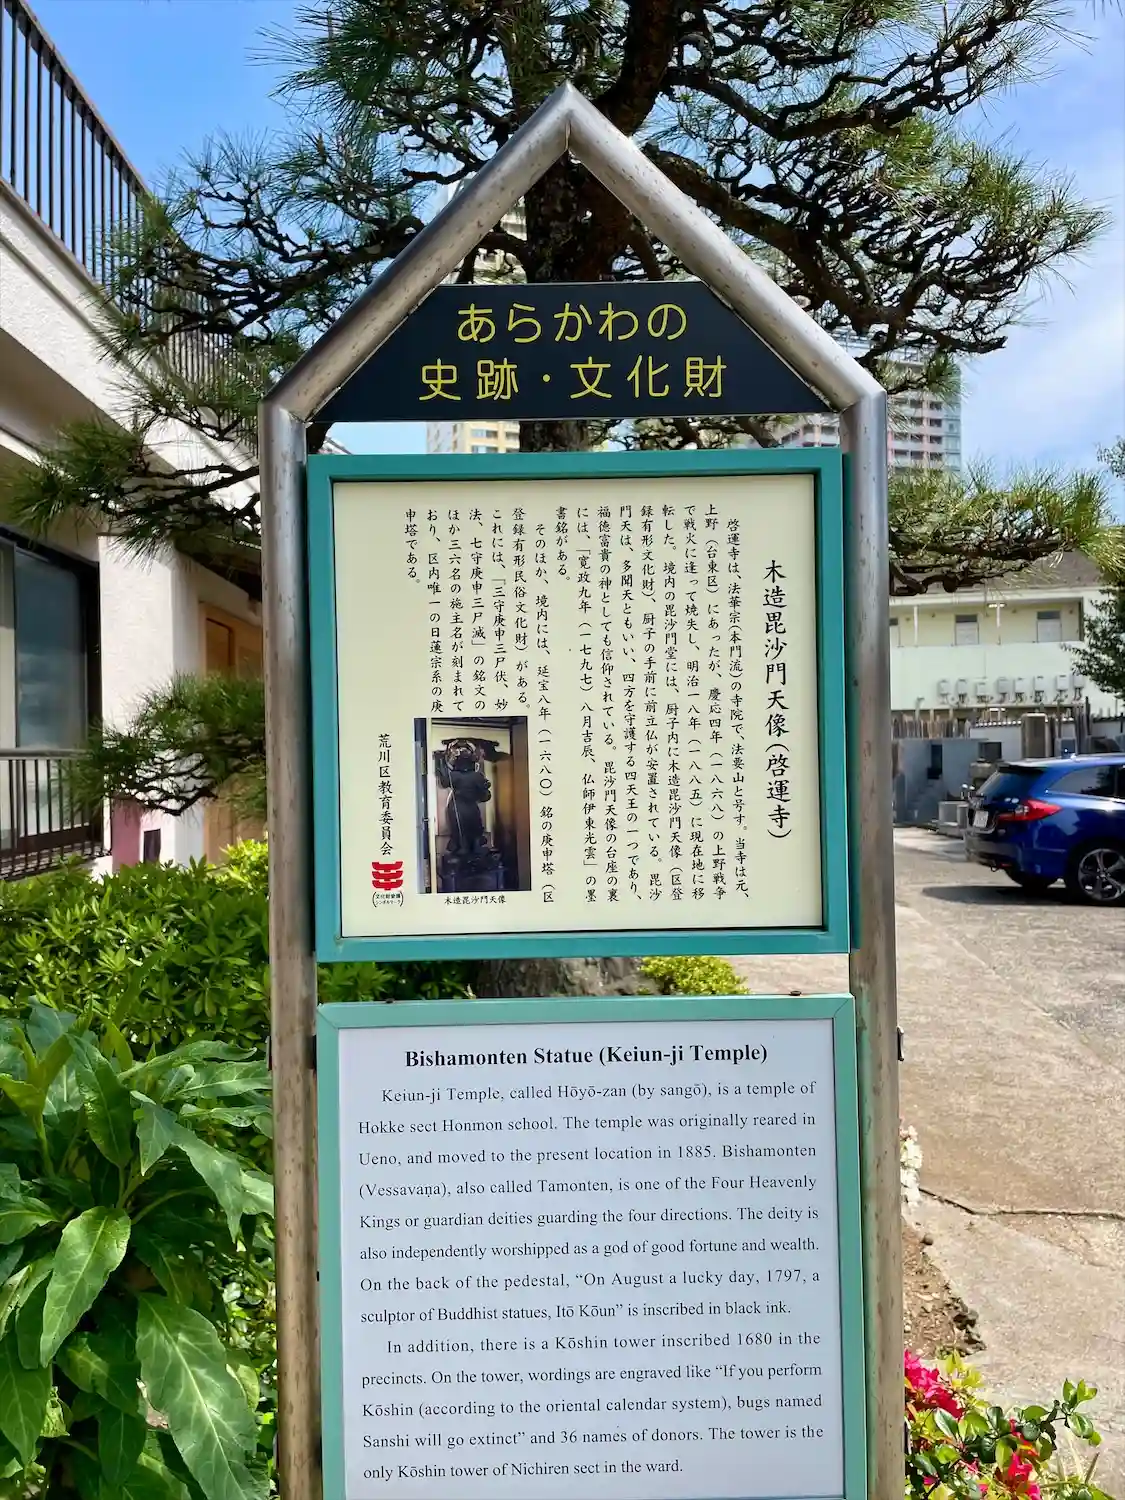 あらかわの
史跡・文化財
木造毘沙門天像(啓運寺)
啓運寺は、法華宗(本門流)の寺院で、法要山と号す。当寺は元、
上野(台東区)にあったが、慶応四年(一八六八)の上野戦争
で戦火に逢って焼失し、明治一八年(一八八五)に現在地に移
転した。境内の毘沙門堂には、厨子内に木造毘沙門天像(区登
録有形文化財)、厨子の手前に前立仏が安置されている。毘沙
門天は、多聞天ともいい、四方を守護する四天王の一つであり、
福徳富貴の神としても信仰されている。毘沙門天像の台座の裏
には、「寛政九年(一七九七)八月吉辰、仏師伊東光雲」の墨
書銘がある。
そのほか、境内には、延宝八年(一六八〇)銘の庚申塔(区
登録有形民俗文化財)がある。
これには、「三守庚申三尸伏、妙
法、七守庚申三尸滅」の銘文の
ほか三六名の施主名が刻まれて
おり、区内唯一の日蓮宗系の庚
申塔である。
木造毘沙門天像
荒川区教育委員会
Bishamonten Statue (Keiun-ji Temple)
Keiun-ji Temple, called Hōyō-zan (by sangō), is a temple of
Hokke sect Honmon school. The temple was originally reared in
Ueno, and moved to the present location in 1885. Bishamonten
(Vessavaṇa), also called Tamonten, is one of the Four Heavenly
Kings or guardian deities guarding the four directions. The deity is
also independently worshipped as a god of good fortune and wealth.
On the back of the pedestal, “On August a lucky day, 1797, a
sculptor of Buddhist statues, Itō Kōun” is inscribed in black ink.
In addition, there is a Kōshin tower inscribed 1680 in the
precincts. On the tower, wordings are engraved like “If you perform
Kōshin (according to the oriental calendar system), bugs named
Sanshi will go extinct” and 36 names of donors. The tower is the
only Kōshin tower of Nichiren sect in the ward.